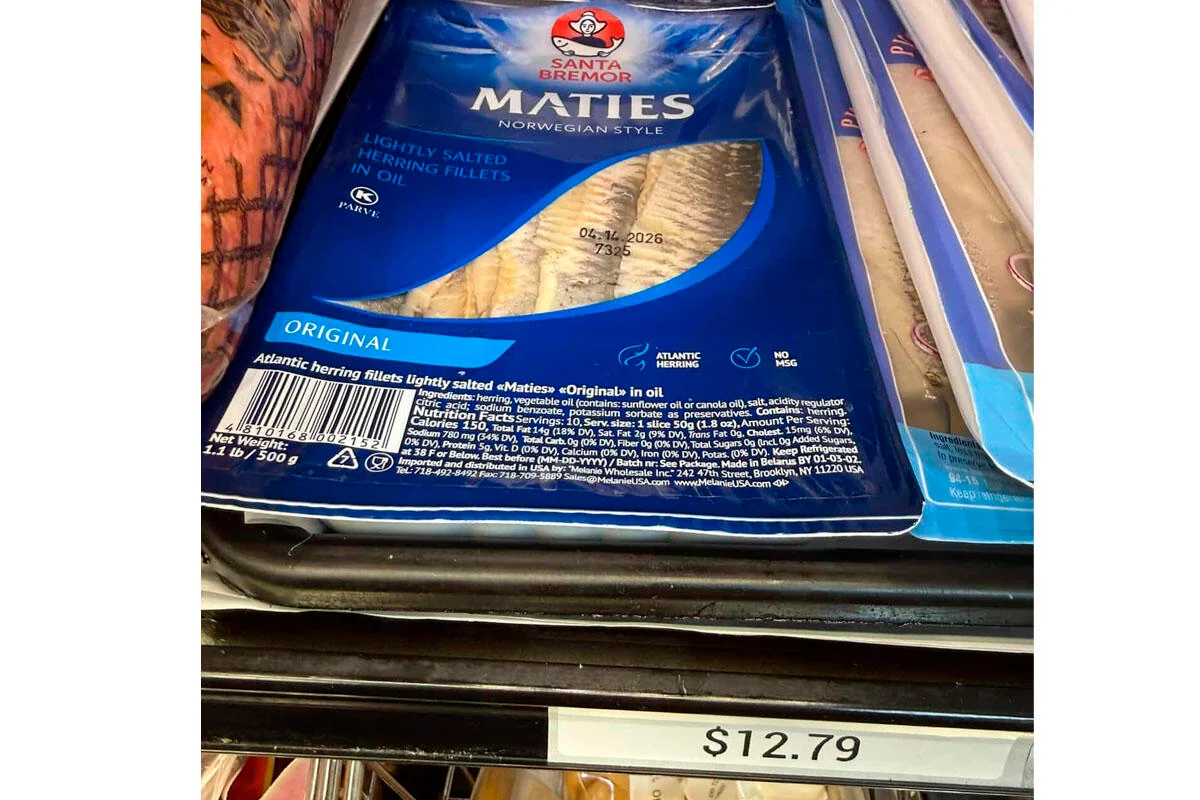 SANTA
BREMOR
MATIES
NORWEGIAN STYLE
LIGHTLY SALTED
HERRING FILLETS
IN OIL
K
PARVE
04.14.2026
7325
ORIGINAL
ATLANTIC
HERRING
NO
MSG
Atlantic herring fillets lightly salted «Maties» «Original» in oil
Ingredients: herring, vegetable oil (contains: sunflower oil or canola oil), salt, acidity regulator
citric acid; sodium benzoate, potassium sorbate as preservatives. Contains: herring.
Nutrition Facts Servings: 10, Serv. size: 1 slice 50g (1.8 oz), Amount Per Serving:
Calories 150, Total Fat 14g (18% DV), Sat. Fat 2g (9% DV), Trans Fat 0g, Cholest. 15mg (6% DV),
Sodium 780 mg (34% DV), Total Carb. 0g (0% DV), Fiber 0g (0% DV), Total Sugars 0g (Incl. 0g Added Sugars,
0% DV), Protein 5g, Vit. D (0% DV), Calcium (0% DV), Iron (0% DV), Potas. (0% DV). Keep Refrigerated
at 38 F or Below. Best before (MM-DD-YYYY) / Batch nr: See Package. Made in Belarus BY 01-03-02.
Imported and distributed in USA by: "Melanie Wholesale Inc." 242 47th Street, Brooklyn, NY 11220 USA
Tel.: 718-492-8492 Fax: 718-709-5889 Sales@MelanieUSA.com www.MelanieUSA.com
4 810168 002152
Net Weight:
1.1 lb / 500 g
7
$12.79